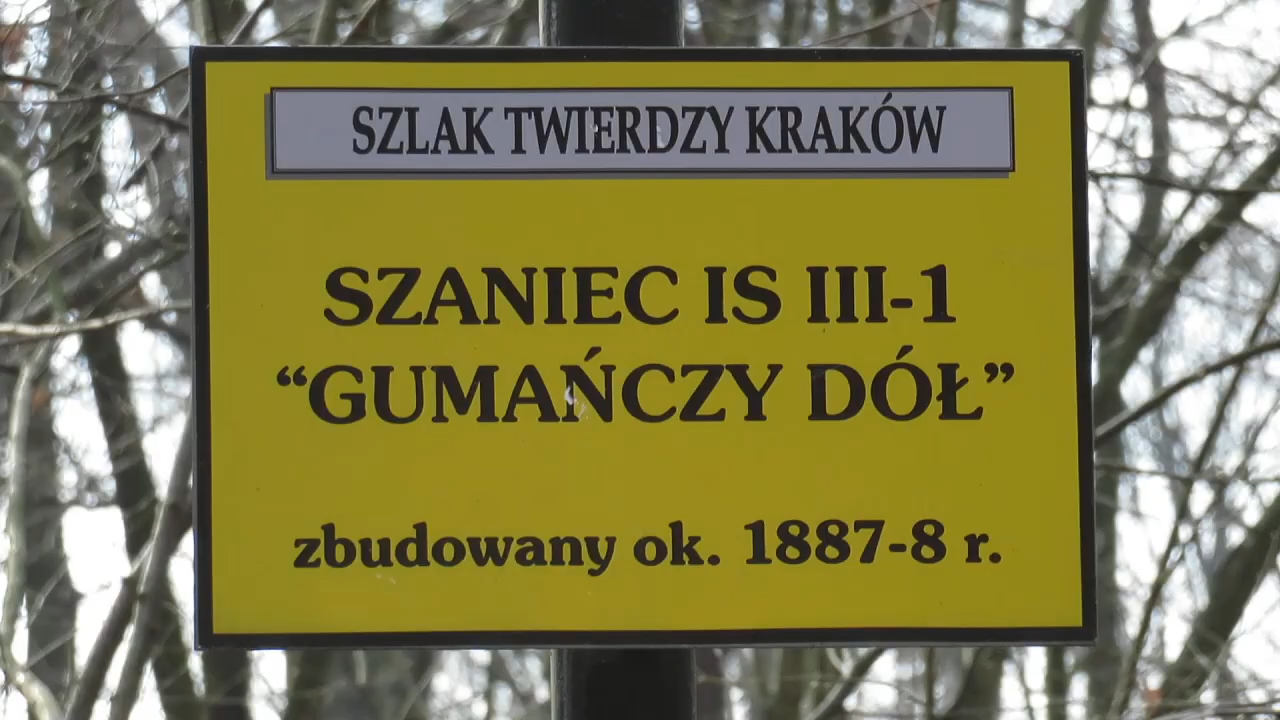 SZLAK TWIERDZY KRAKÓW
SZANIEC IS III-1
“GUMAŃCZY DÓŁ”
zbudowany ok. 1887-8 r.